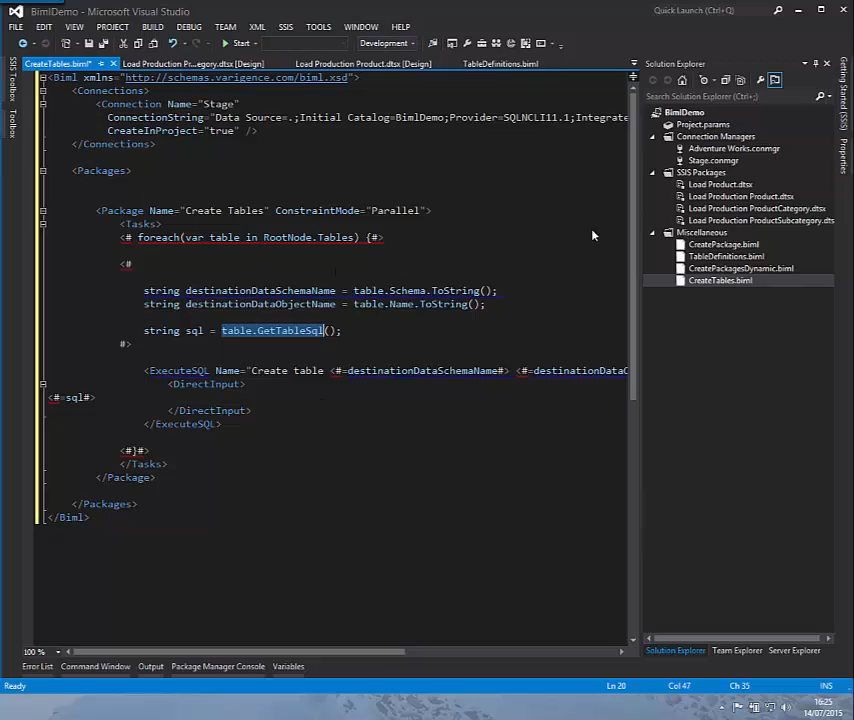 BimlDemo - Microsoft Visual Studio
Quick Launch (Ctrl+Q)
FILE EDIT VIEW PROJECT BUILD DEBUG TEAM XML SSIS TOOLS WINDOW HELP
Start Development
CreateTables.biml* Load Production Pr...egory.dtsx [Design] Load Production Product.dtsx [Design] TableDefinitions.biml
SSIS Toolbox
Toolbox
<Biml xmlns="http://schemas.varigence.com/biml.xsd">
<Connections>
<Connection Name="Stage"
ConnectionString="Data Source=.;Initial Catalog=BimlDemo;Provider=SQLNCLI11.1;Integrate
CreateInProject="true" />
</Connections>
<Packages>
<Package Name="Create Tables" ConstraintMode="Parallel">
<Tasks>
<# foreach(var table in RootNode.Tables) {#>
<#
string destinationDataSchemaName = table.Schema.ToString();
string destinationDataObjectName = table.Name.ToString();
string sql = table.GetTableSql();
#>
<ExecuteSQL Name="Create table <#=destinationDataSchemaName#> <#=destinationDataO
<DirectInput>
<#=sql#>
</DirectInput>
</ExecuteSQL>
<#}#>
</Tasks>
</Package>
</Packages>
</Biml>
100 %
Solution Explorer
Search Solution Explorer (Ctrl+;)
BimlDemo
Project.params
Connection Managers
Adventure Works.conmgr
Stage.conmgr
SSIS Packages
Load Product.dtsx
Load Production Product.dtsx
Load Production ProductCategory.dtsx
Load Production ProductSubcategory.dts
Miscellaneous
CreatePackage.biml
TableDefinitions.biml
CreatePackagesDynamic.biml
CreateTables.biml
Getting Started (SSIS)
Properties
Solution Explorer Team Explorer Server Explorer
Error List Command Window Output Package Manager Console Variables
Ready Ln 20 Col 47 Ch 35 INS
16:25
14/07/2015